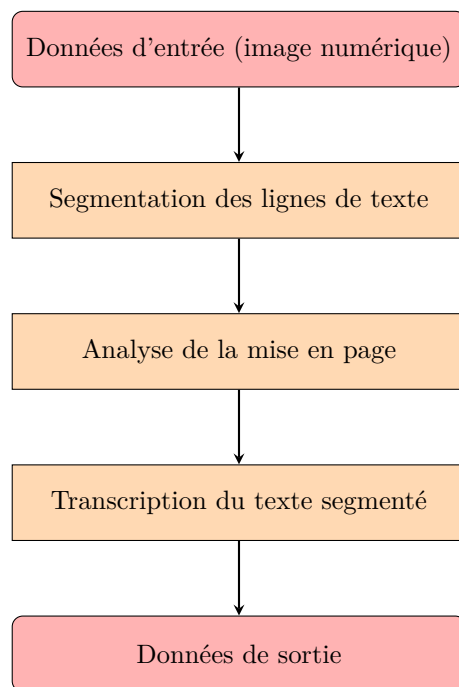 Données d'entrée (image numérique)
Segmentation des lignes de texte
Analyse de la mise en page
Transcription du texte segmenté
Données de sortie